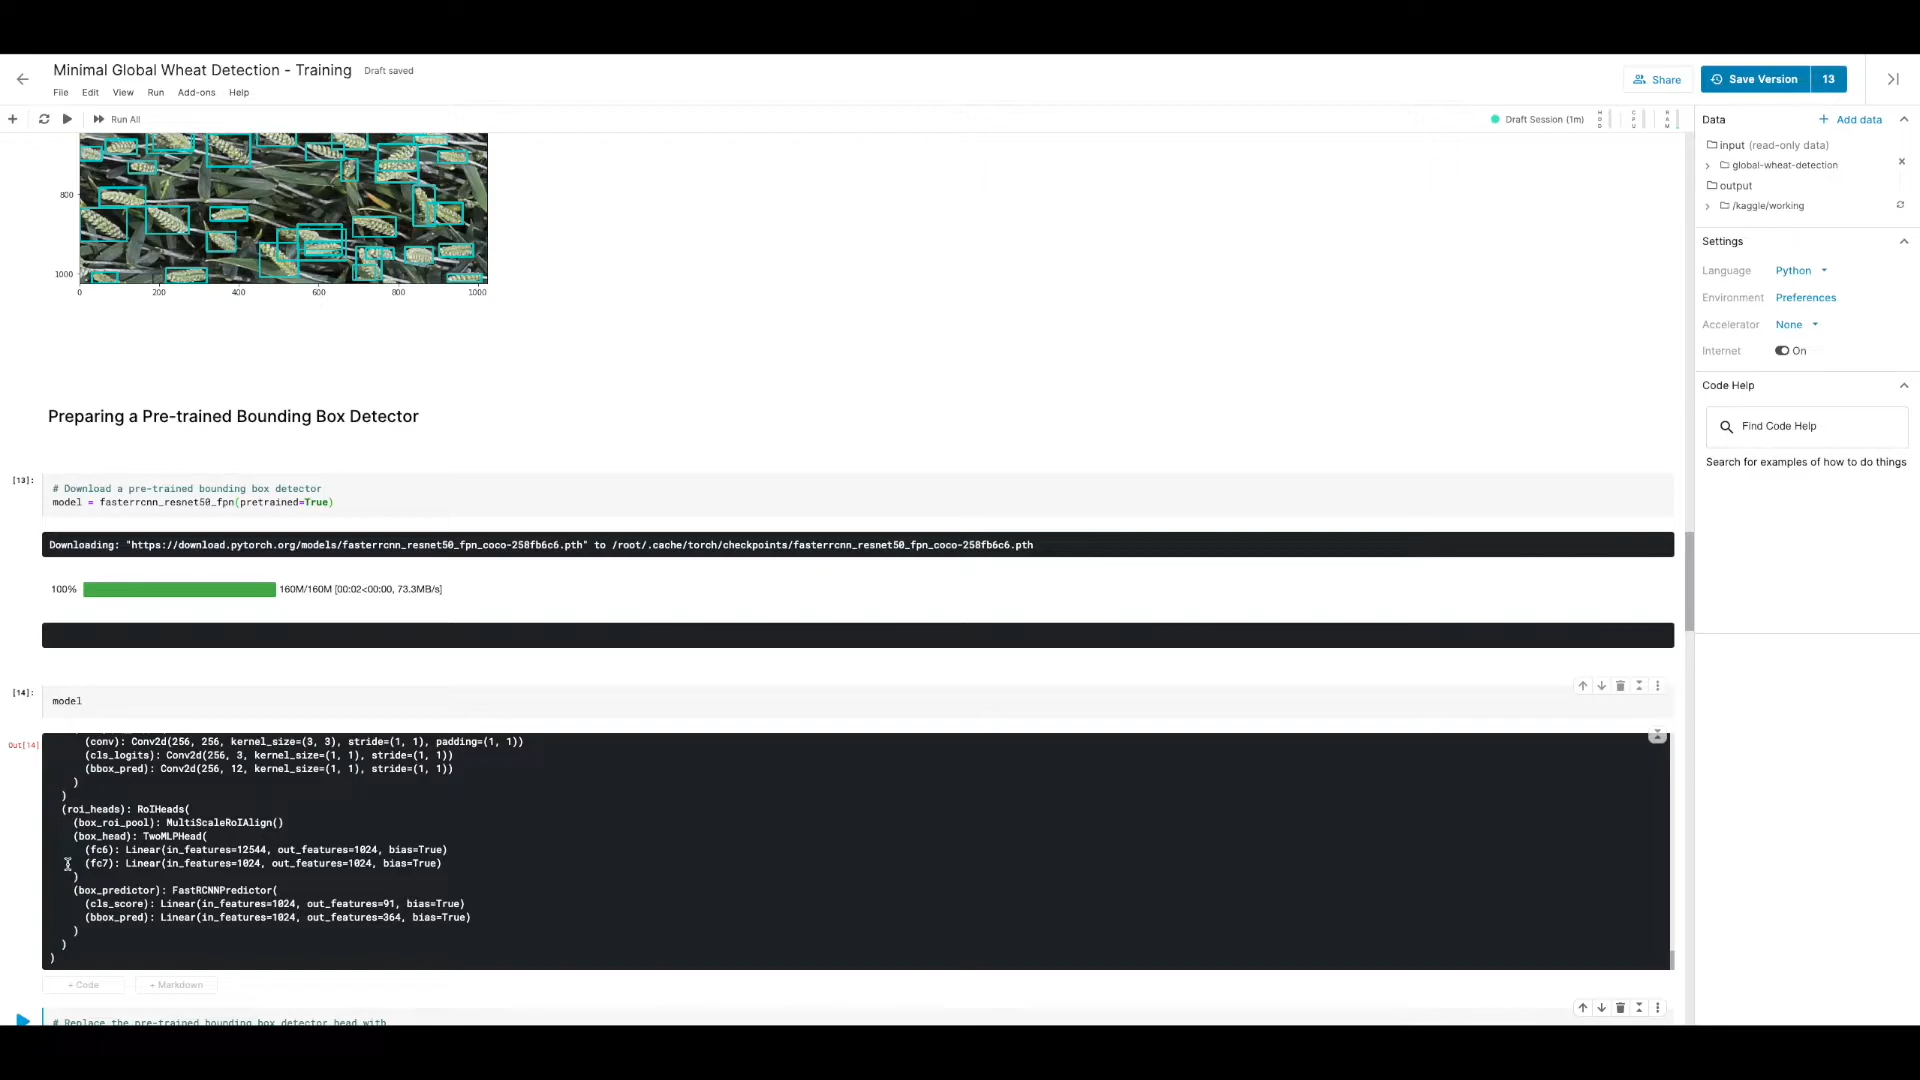 Minimal Global Wheat Detection - Training Draft saved
File Edit View Run Add-ons Help
Share
Save Version 13
Run All
Draft Session (1m)
800
1000
0 200 400 600 800 1000
Preparing a Pre-trained Bounding Box Detector
[13]:
# Download a pre-trained bounding box detector
model = fasterrcnn_resnet50_fpn(pretrained=True)
Downloading: "https://download.pytorch.org/models/fasterrcnn_resnet50_fpn_coco-258fb6c6.pth" to /root/.cache/torch/checkpoints/fasterrcnn_resnet50_fpn_coco-258fb6c6.pth
100% 160M/160M [00:02<00:00, 73.3MB/s]
[14]:
model
Out[14]
(conv): Conv2d(256, 256, kernel_size=(3, 3), stride=(1, 1), padding=(1, 1))
(cls_logits): Conv2d(256, 3, kernel_size=(1, 1), stride=(1, 1))
(bbox_pred): Conv2d(256, 12, kernel_size=(1, 1), stride=(1, 1))
)
)
(roi_heads): RoIHeads(
(box_roi_pool): MultiScaleRoIAlign()
(box_head): TwoMLPHead(
(fc6): Linear(in_features=12544, out_features=1024, bias=True)
(fc7): Linear(in_features=1024, out_features=1024, bias=True)
)
(box_predictor): FastRCNNPredictor(
(cls_score): Linear(in_features=1024, out_features=91, bias=True)
(bbox_pred): Linear(in_features=1024, out_features=364, bias=True)
)
)
)
+ Code + Markdown
# Replace the pre-trained bounding box detector head with
Data
+ Add data
input (read-only data)
global-wheat-detection
output
/kaggle/working
Settings
Language Python
Environment Preferences
Accelerator None
Internet On
Code Help
Find Code Help
Search for examples of how to do things